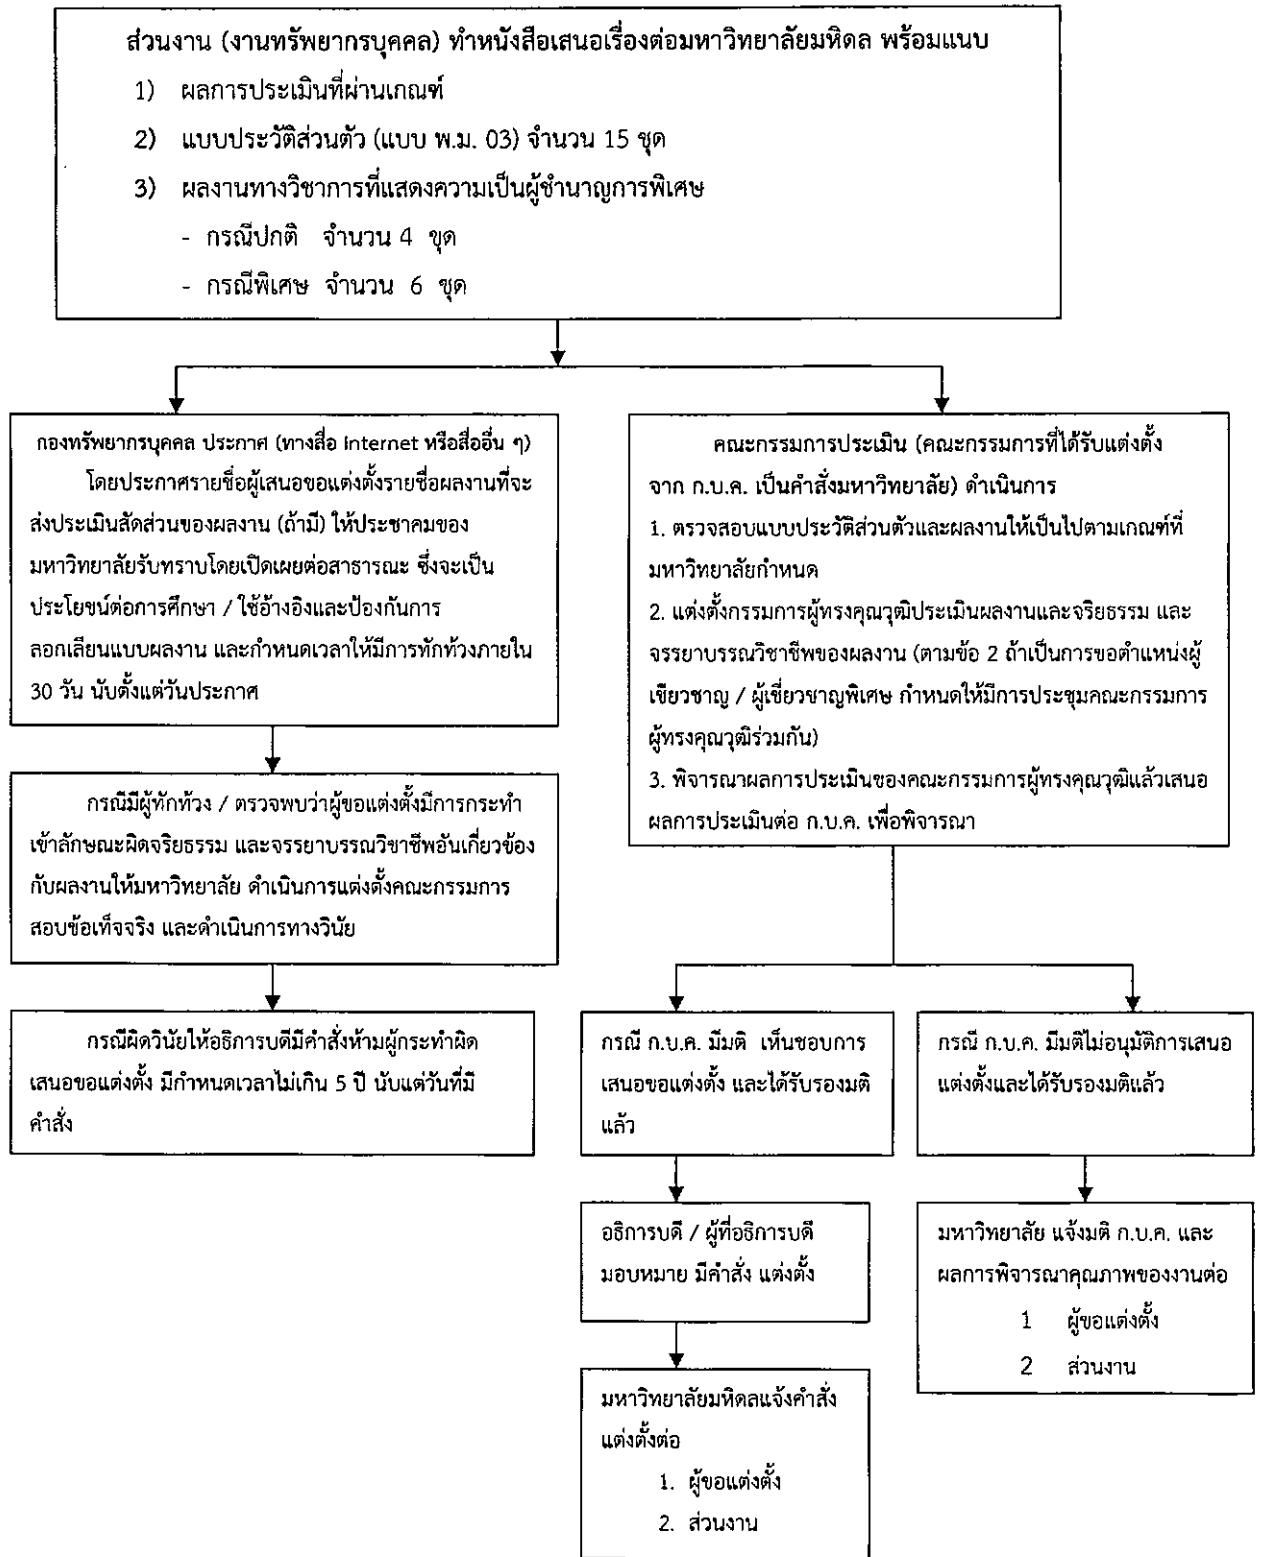 ส่วนงาน (งานทรัพยากรบุคคล) ทำหนังสือเสนอเรื่องต่อมหาวิทยาลัยมหิดล พร้อมแนบ
1) ผลการประเมินที่ผ่านเกณฑ์
2) แบบประวัติส่วนตัว (แบบ พ.ม. 03) จำนวน 15 ชุด
3) ผลงานทางวิชาการที่แสดงความเป็นผู้ชำนาญการพิเศษ
- กรณีปกติ จำนวน 4 ชุด
- กรณีพิเศษ จำนวน 6 ชุด
กองทรัพยากรบุคคล ประกาศ (ทางสื่อ Internet หรือสื่ออื่น ๆ)
โดยประกาศรายชื่อผู้เสนอขอแต่งตั้งรายชื่อผลงานที่จะ
ส่งประเมินสัดส่วนของผลงาน (ถ้ามี) ให้ประชาคมของ
มหาวิทยาลัยรับทราบโดยเปิดเผยต่อสาธารณะ ซึ่งจะเป็น
ประโยชน์ต่อการศึกษา / ใช้อ้างอิงและป้องกันการ
ลอกเลียนแบบผลงาน และกำหนดเวลาให้มีการทักท้วงภายใน
30 วัน นับตั้งแต่วันประกาศ
กรณีมีผู้ทักท้วง / ตรวจพบว่าผู้ขอแต่งตั้งมีการกระทำ
เข้าลักษณะผิดจริยธรรม และจรรยาบรรณวิชาชีพอันเกี่ยวข้อง
กับผลงานให้มหาวิทยาลัย ดำเนินการแต่งตั้งคณะกรรมการ
สอบข้อเท็จจริง และดำเนินการทางวินัย
กรณีผิดวินัยให้อธิการบดีมีคำสั่งห้ามผู้กระทำผิด
เสนอขอแต่งตั้ง มีกำหนดเวลาไม่เกิน 5 ปี นับแต่วันที่มี
คำสั่ง
คณะกรรมการประเมิน (คณะกรรมการที่ได้รับแต่งตั้ง
จาก ก.บ.ค. เป็นคำสั่งมหาวิทยาลัย) ดำเนินการ
1. ตรวจสอบแบบประวัติส่วนตัวและผลงานให้เป็นไปตามเกณฑ์ที่
มหาวิทยาลัยกำหนด
2. แต่งตั้งกรรมการผู้ทรงคุณวุฒิประเมินผลงานและจริยธรรม และ
จรรยาบรรณวิชาชีพของผลงาน (ตามข้อ 2 ถ้าเป็นการขอตำแหน่งผู้
เชียวชาญ / ผู้เชี่ยวชาญพิเศษ กำหนดให้มีการประชุมคณะกรรมการ
ผู้ทรงคุณวุฒิร่วมกัน)
3. พิจารณาผลการประเมินของคณะกรรมการผู้ทรงคุณวุฒิแล้วเสนอ
ผลการประเมินต่อ ก.บ.ค. เพื่อพิจารณา
กรณี ก.บ.ค. มีมติ เห็นชอบการ
เสนอขอแต่งตั้ง และได้รับรองมติ
แล้ว
อธิการบดี / ผู้ที่อธิการบดี
มอบหมาย มีคำสั่ง แต่งตั้ง
มหาวิทยาลัยมหิดลแจ้งคำสั่ง
แต่งตั้งต่อ
1. ผู้ขอแต่งตั้ง
2. ส่วนงาน
กรณี ก.บ.ค. มีมติไม่อนุมัติการเสนอ
แต่งตั้งและได้รับรองมติแล้ว
มหาวิทยาลัย แจ้งมติ ก.บ.ค. และ
ผลการพิจารณาคุณภาพของงานต่อ
1 ผู้ขอแต่งตั้ง
2 ส่วนงาน